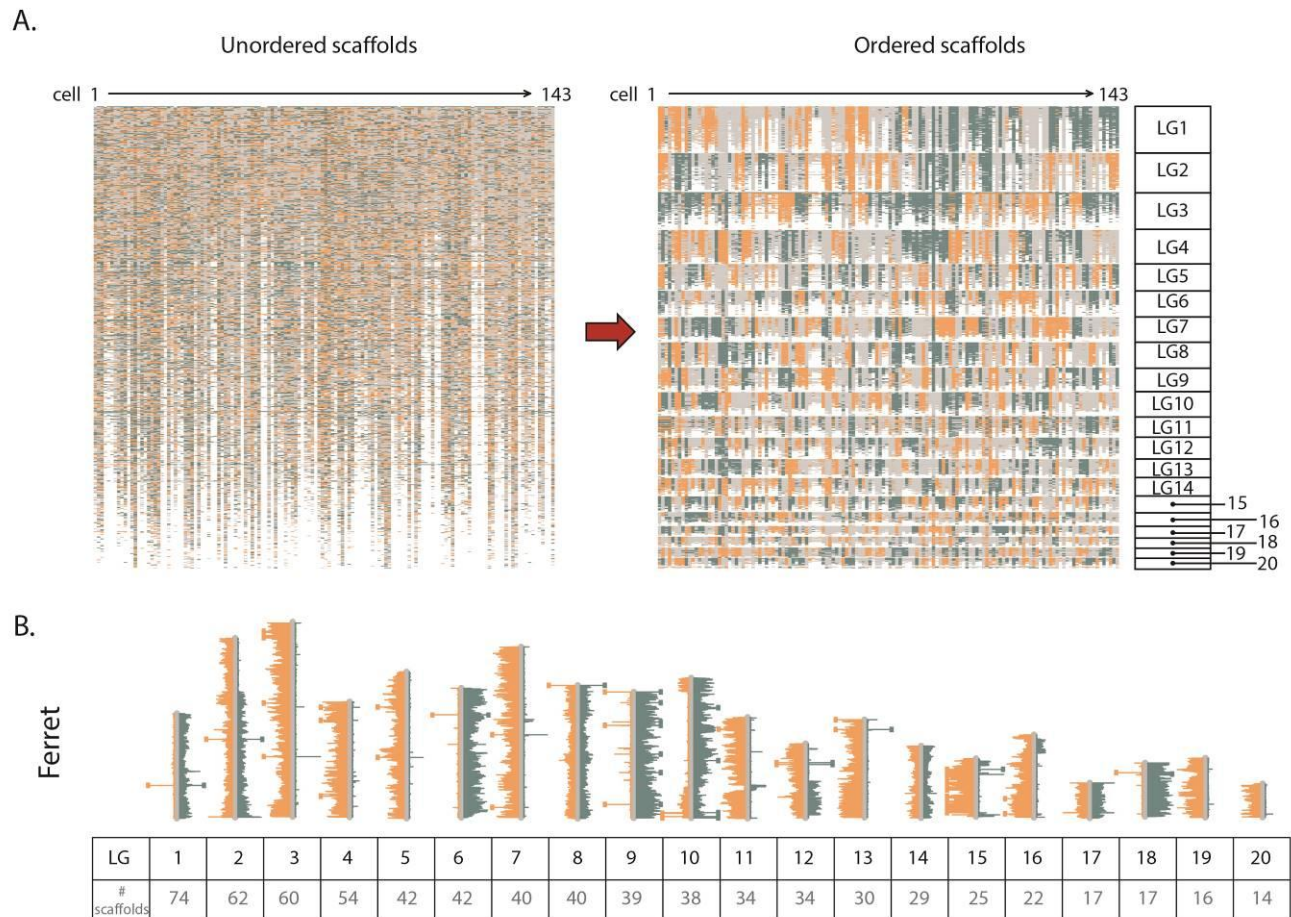 A.
Unordered scaffolds
Ordered scaffolds
cell 1 143
cell 1 143
LG1
LG2
LG3
LG4
LG5
LG6
LG7
LG8
LG9
LG10
LG11
LG12
LG13
LG14
15
16
17
18
19
20
B.
Ferret
LG 1 2 3 4 5 6 7 8 9 10 11 12 13 14 15 16 17 18 19 20
# scaffolds 74 62 60 54 42 42 40 40 39 38 34 34 30 29 25 22 17 17 16 14